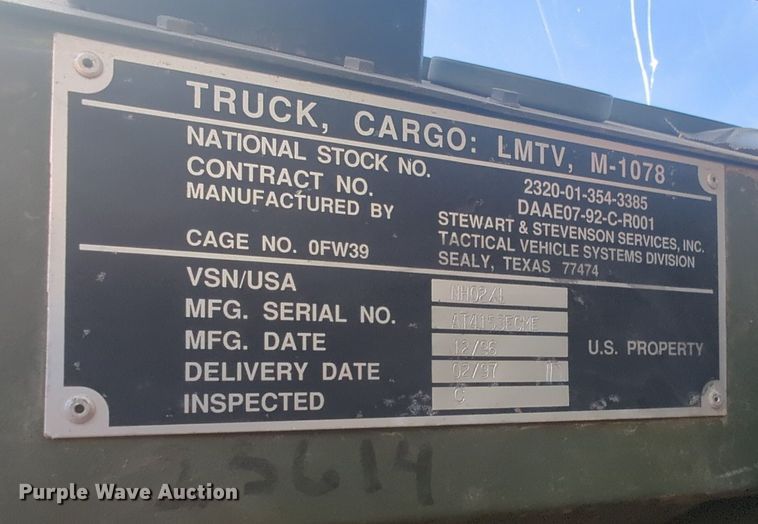 TRUCK, CARGO: LMTV, M-1078
NATIONAL STOCK NO. 2320-01-354-3385
CONTRACT NO. DAAE07-92-C-R001
MANUFACTURED BY STEWART & STEVENSON SERVICES, INC.
TACTICAL VEHICLE SYSTEMS DIVISION
CAGE NO. 0FW39 SEALY, TEXAS 77474
VSN/USA
MFG. SERIAL NO.
MFG. DATE 12/96 U.S. PROPERTY
DELIVERY DATE 02/97
INSPECTED C
5614
Purple Wave Auction